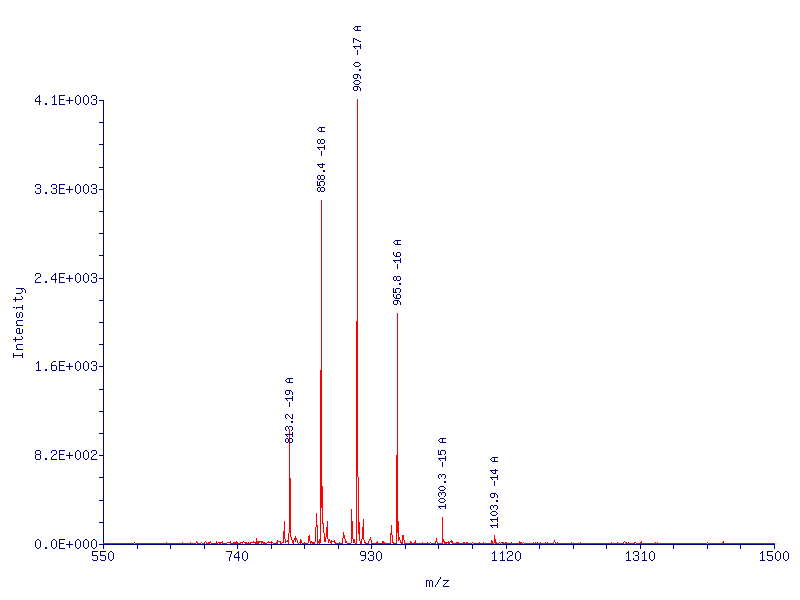 909.0 -17 A
4.1E+003
858.4 -18 A
3.3E+003
965.8 -16 A
2.4E+003
Intensity
1.6E+003
813.2 -19 A
8.2E+002
1030.3 -15 A
1103.9 -14 A
0.0E+000
550 740 930 1120 1310 1500
m/z